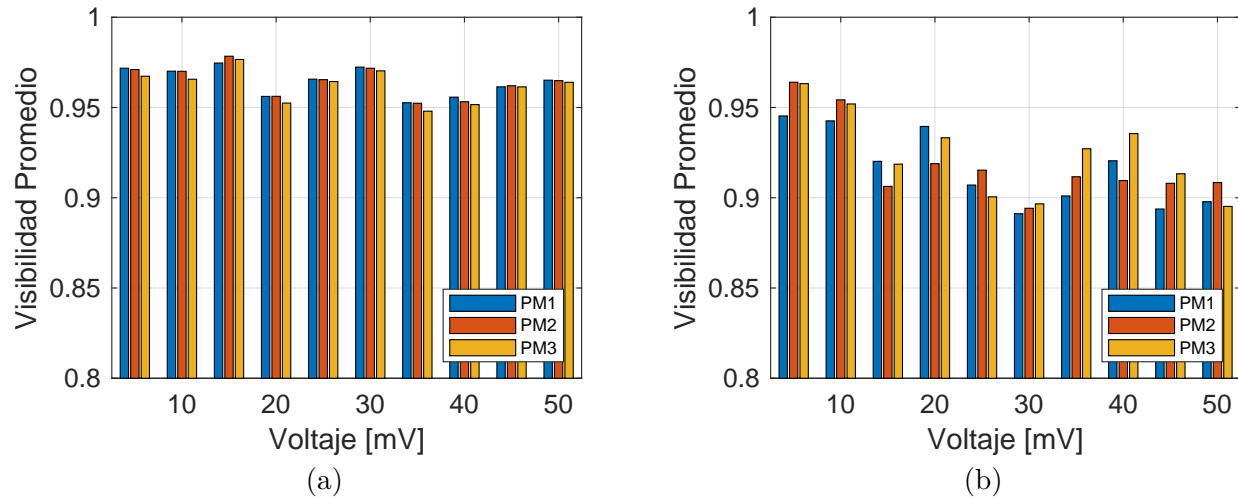 1
0.95
0.9
0.85
0.8
Visibilidad Promedio
PM1
PM2
PM3
10 20 30 40 50
Voltaje [mV]
(a)
1
0.95
0.9
0.85
0.8
Visibilidad Promedio
PM1
PM2
PM3
10 20 30 40 50
Voltaje [mV]
(b)